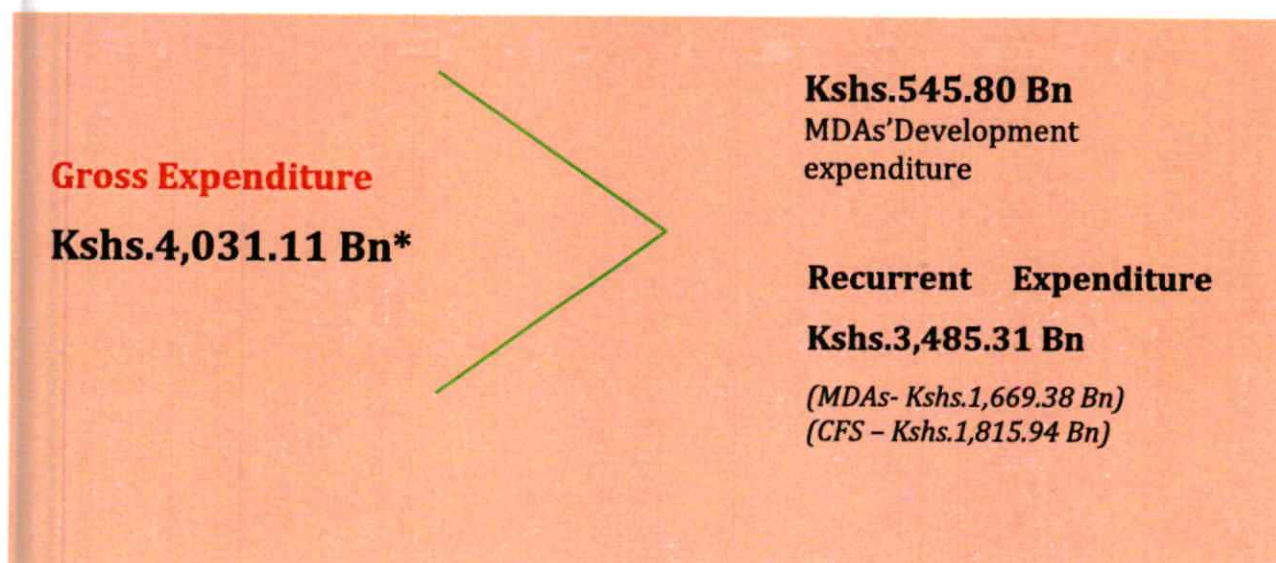 Gross Expenditure
Kshs.4,031.11 Bn*
Kshs.545.80 Bn
MDAs'Development
expenditure
Recurrent Expenditure
Kshs.3,485.31 Bn
(MDAs- Kshs.1,669.38 Bn)
(CFS – Kshs.1,815.94 Bn)